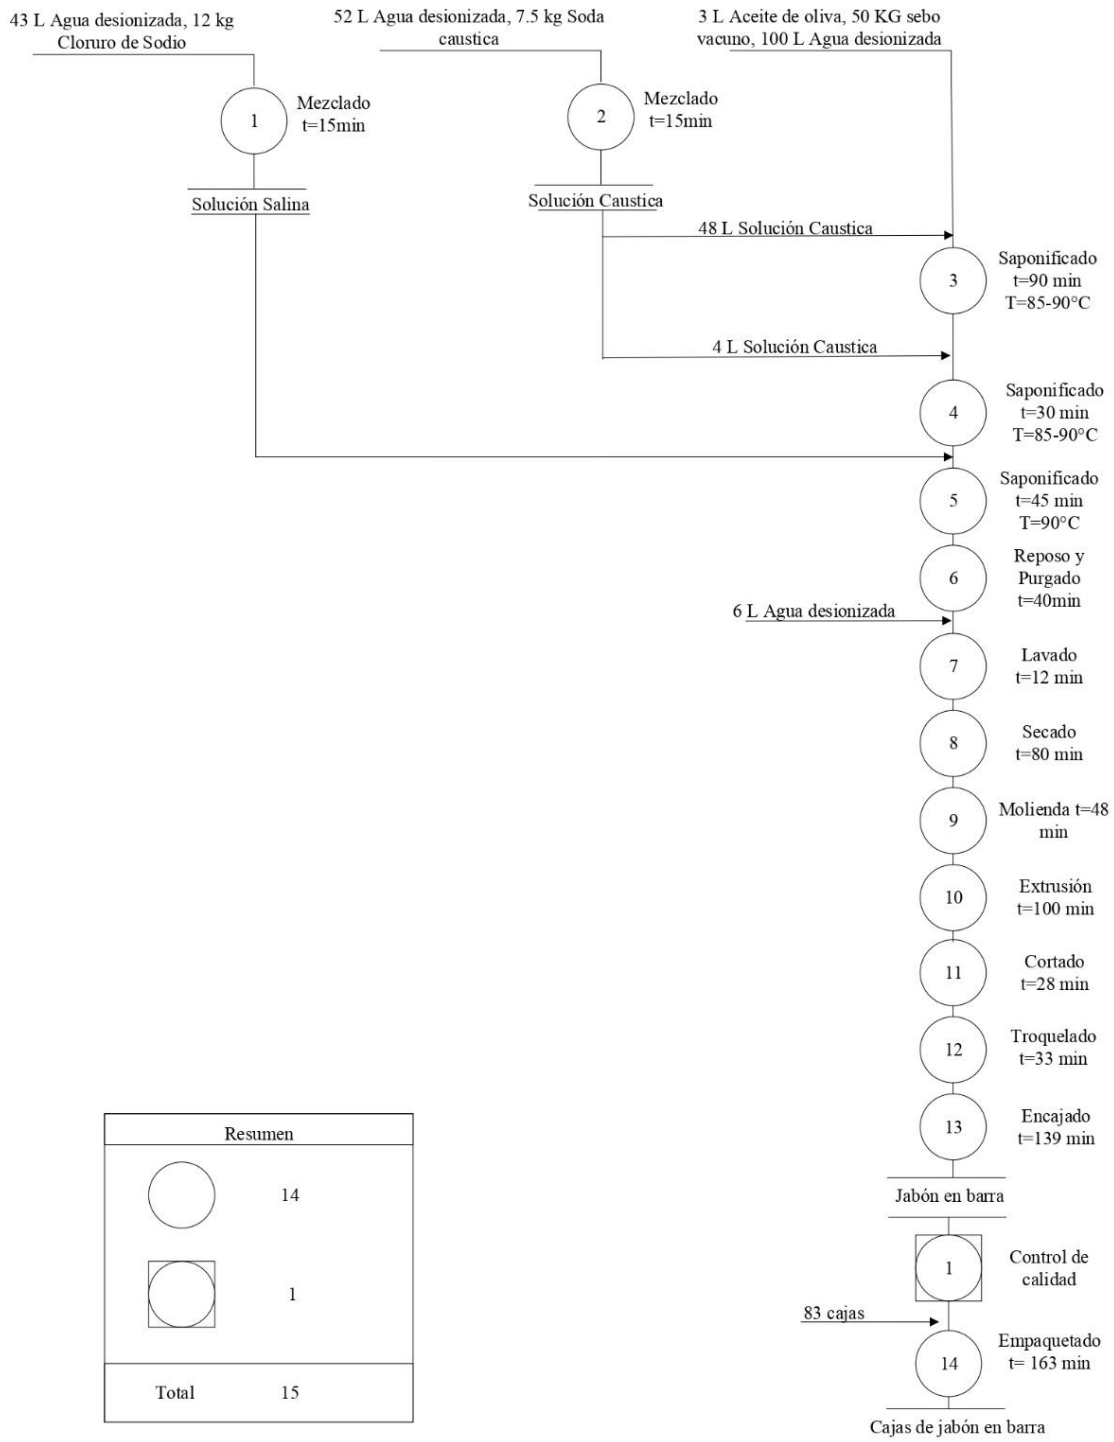 43 L Agua desionizada, 12 kg
Cloruro de Sodio
52 L Agua desionizada, 7.5 kg Soda
caustica
3 L Aceite de oliva, 50 KG sebo
vacuno, 100 L Agua desionizada
1
Mezclado
t=15min
2
Mezclado
t=15min
Solución Salina
Solución Caustica
48 L Solución Caustica
3
Saponificado
t=90 min
T=85-90°C
4 L Solución Caustica
4
Saponificado
t=30 min
T=85-90°C
5
Saponificado
t=45 min
T=90°C
6
Reposo y
Purgado
t=40min
6 L Agua desionizada
7
Lavado
t=12 min
8
Secado
t=80 min
9
Molienda t=48
min
10
Extrusión
t=100 min
11
Cortado
t=28 min
12
Troquelado
t=33 min
13
Encajado
t=139 min
Jabón en barra
1
Control de
calidad
83 cajas
14
Empaquetado
t= 163 min
Cajas de jabón en barra
Resumen
14
1
Total 15